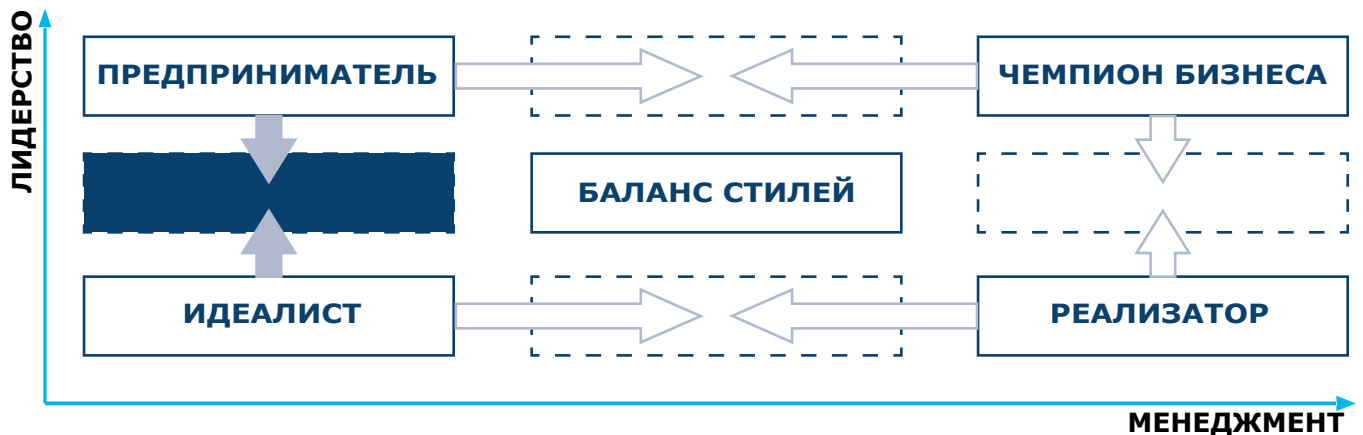 ЛИДЕРСТВО
ПРЕДПРИНИМАТЕЛЬ
ЧЕМПИОН БИЗНЕСА
БАЛАНС СТИЛЕЙ
ИДЕАЛИСТ
РЕАЛИЗАТОР
МЕНЕДЖМЕНТ